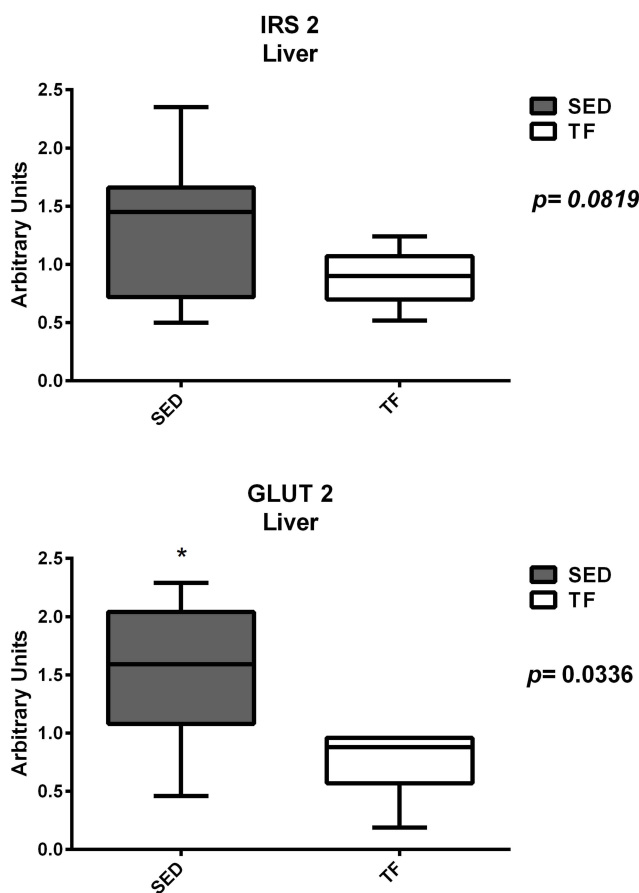 IRS 2
Liver
2.5
2.0
1.5
1.0
0.5
0.0
Arbitrary Units
SED
TF
SED
TF
p= 0.0819
GLUT 2
Liver
*
2.5
2.0
1.5
1.0
0.5
0.0
Arbitrary Units
SED
TF
SED
TF
p= 0.0336